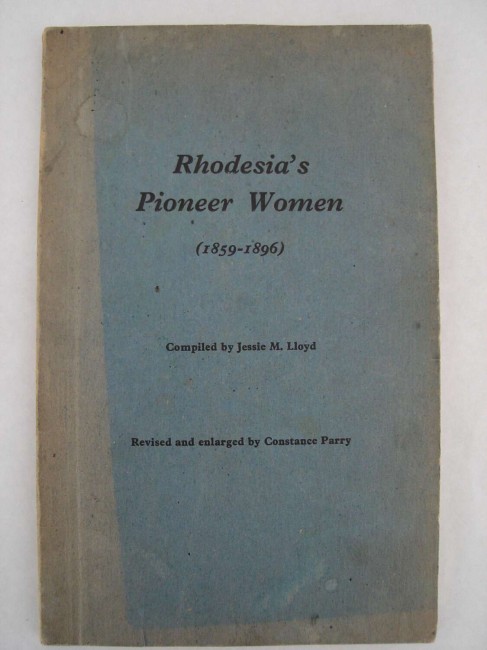 Rhodesia's
Pioneer Women
(1859-1896)
Compiled by Jessie M. Lloyd
Revised and enlarged by Constance Parry